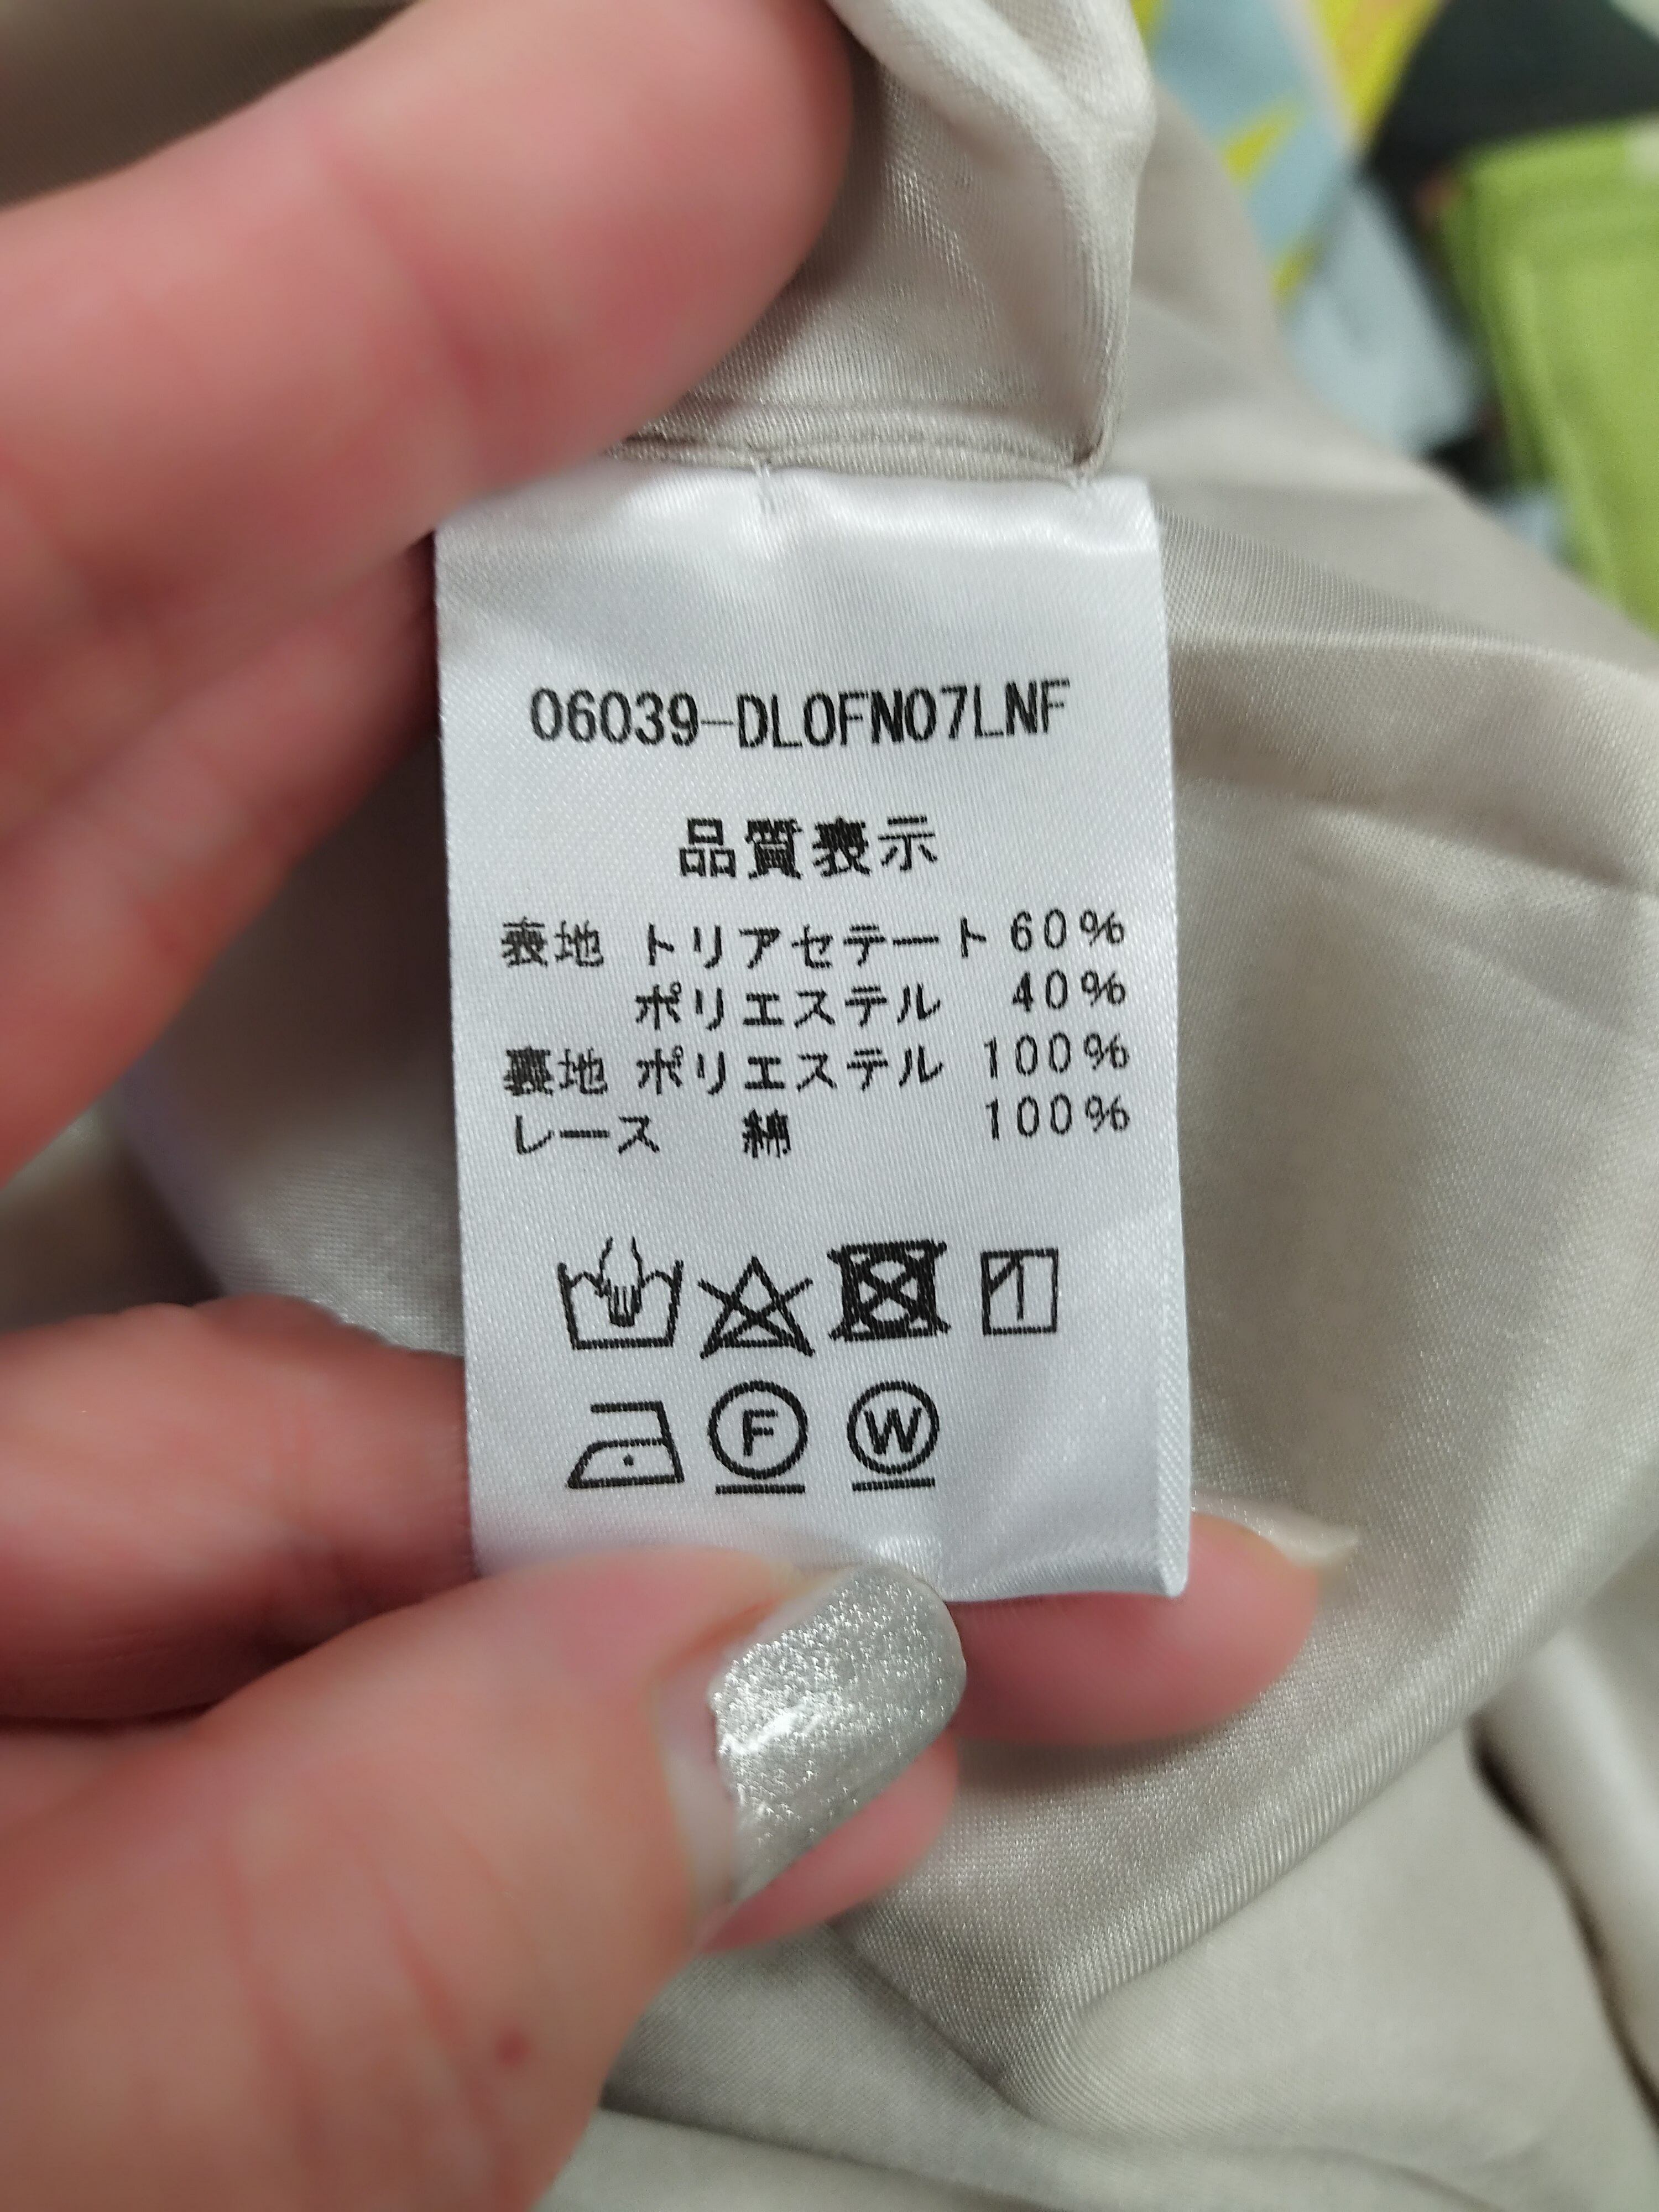 06039-DL0FN07LNF
品質表示
表地 トリアセテート 60%
ポリエステル 40%
裏地 ポリエステル 100%
レース 綿 100%
F W